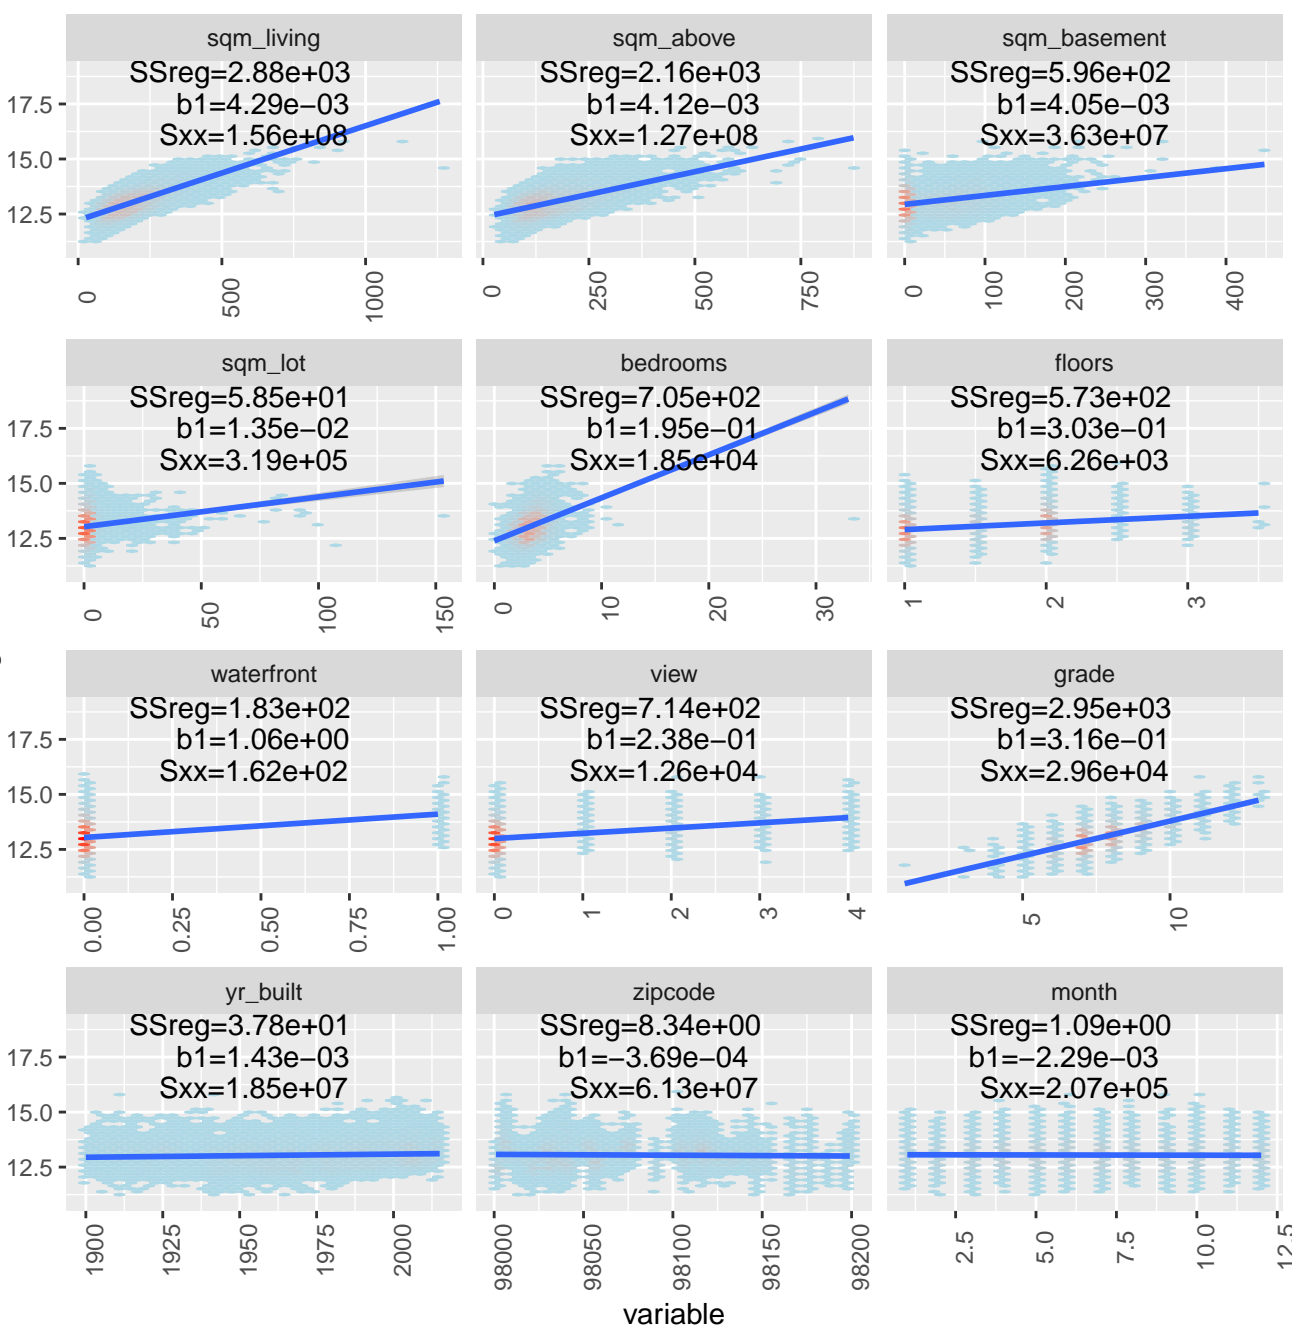 sqm_living
SSreg=2.88e+03
b1=4.29e−03
Sxx=1.56e+08
17.5
15.0
12.5
0
500
1000
sqm_above
SSreg=2.16e+03
b1=4.12e−03
Sxx=1.27e+08
0
250
500
750
sqm_basement
SSreg=5.96e+02
b1=4.05e−03
Sxx=3.63e+07
0
100
200
300
400
sqm_lot
SSreg=5.85e+01
b1=1.35e−02
Sxx=3.19e+05
17.5
15.0
12.5
0
50
100
150
bedrooms
SSreg=7.05e+02
b1=1.95e−01
Sxx=1.85e+04
0
10
20
30
floors
SSreg=5.73e+02
b1=3.03e−01
Sxx=6.26e+03
1
2
3
waterfront
SSreg=1.83e+02
b1=1.06e+00
Sxx=1.62e+02
17.5
15.0
12.5
0.00
0.25
0.50
0.75
1.00
view
SSreg=7.14e+02
b1=2.38e−01
Sxx=1.26e+04
0
1
2
3
4
grade
SSreg=2.95e+03
b1=3.16e−01
Sxx=2.96e+04
5
10
yr_built
SSreg=3.78e+01
b1=1.43e−03
Sxx=1.85e+07
17.5
15.0
12.5
1900
1925
1950
1975
2000
zipcode
SSreg=8.34e+00
b1=−3.69e−04
Sxx=6.13e+07
98000
98050
98100
98150
98200
month
SSreg=1.09e+00
b1=−2.29e−03
Sxx=2.07e+05
2.5
5.0
7.5
10.0
12.5
variable